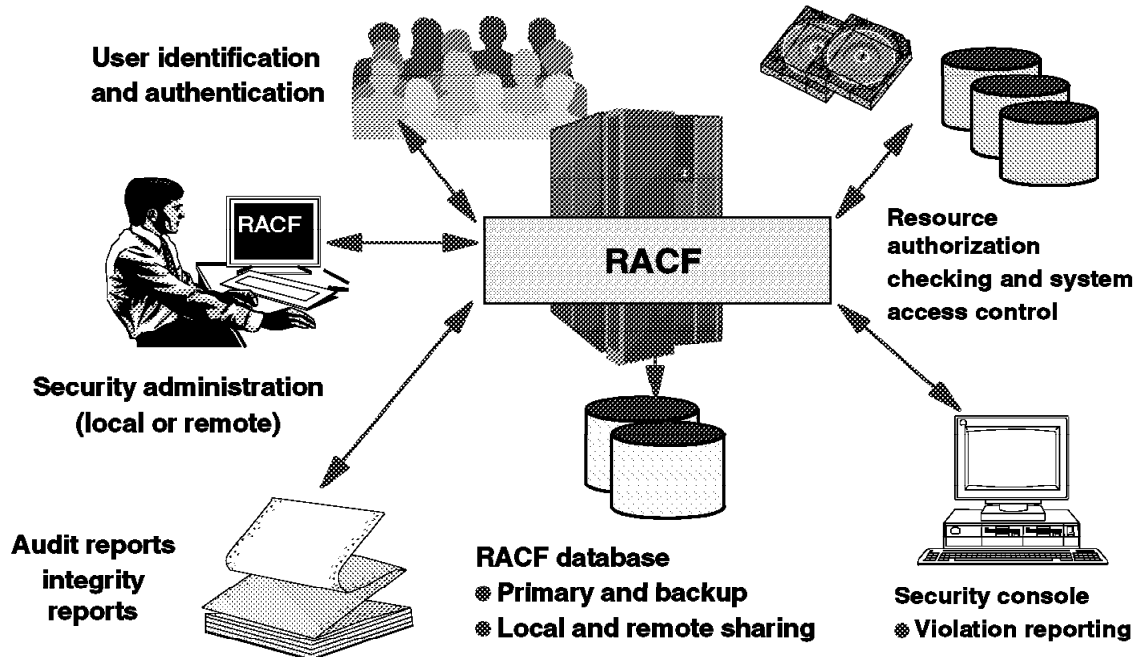 User identification
and authentication
RACF
RACF
Resource
authorization
checking and system
access control
Security administration
(local or remote)
Audit reports
integrity
reports
RACF database
Primary and backup
Local and remote sharing
Security console
Violation reporting